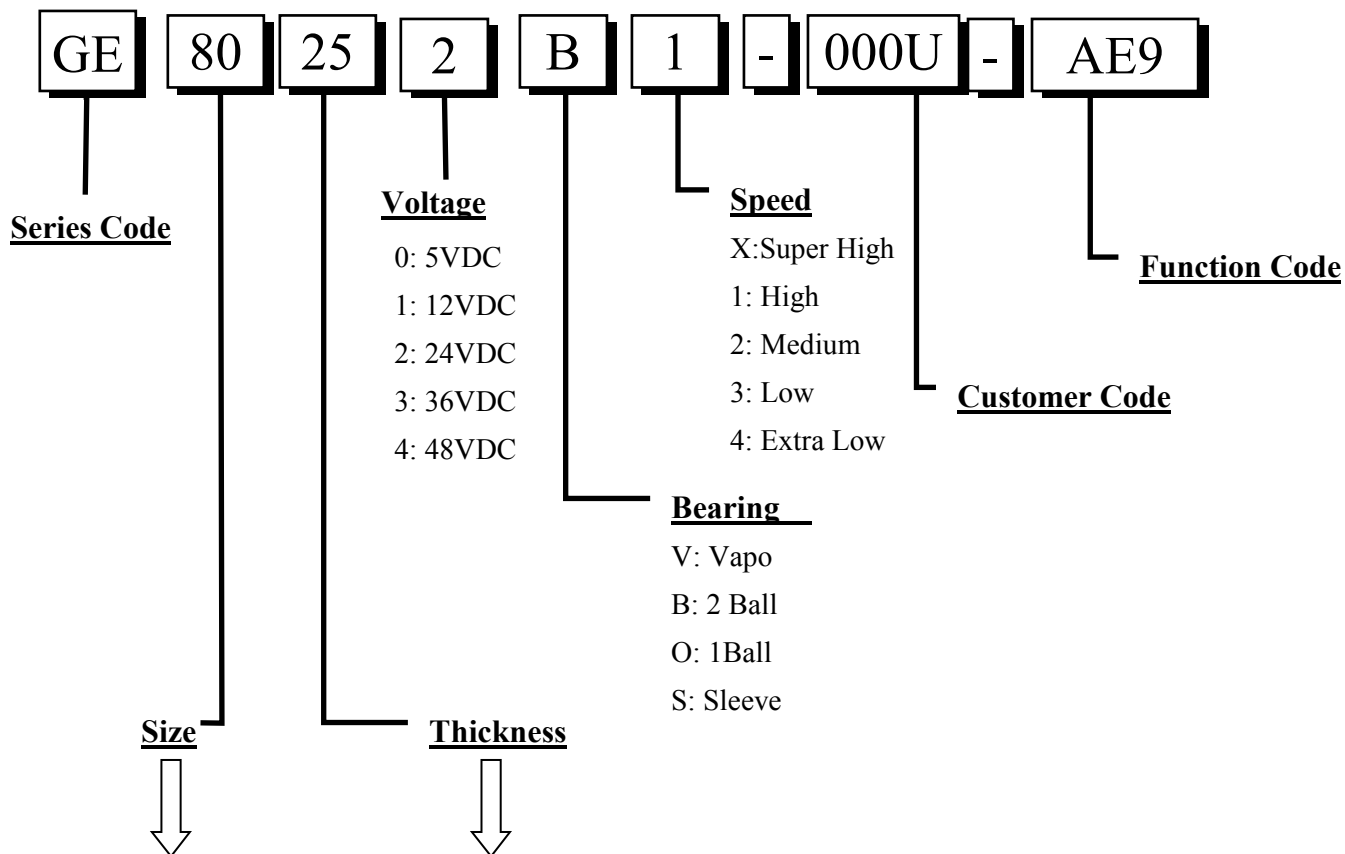 GE 80 25 2 B 1 - 000U - AE9
Series Code
Voltage
0: 5VDC
1: 12VDC
2: 24VDC
3: 36VDC
4: 48VDC
Speed
X:Super High
1: High
2: Medium
3: Low
4: Extra Low
Function Code
Customer Code
Bearing
V: Vapo
B: 2 Ball
O: 1Ball
S: Sleeve
Size
Thickness